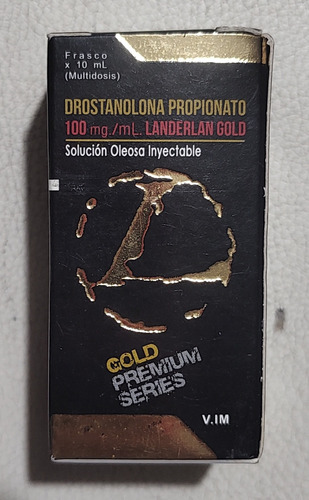 Frasco
x 10 mL
(Multidosis)
DROSTANOLONA PROPIONATO
100 mg./mL. LANDERLAN GOLD
Solución Oleosa Inyectable
GOLD
PREMIUM
SERIES
V.IM